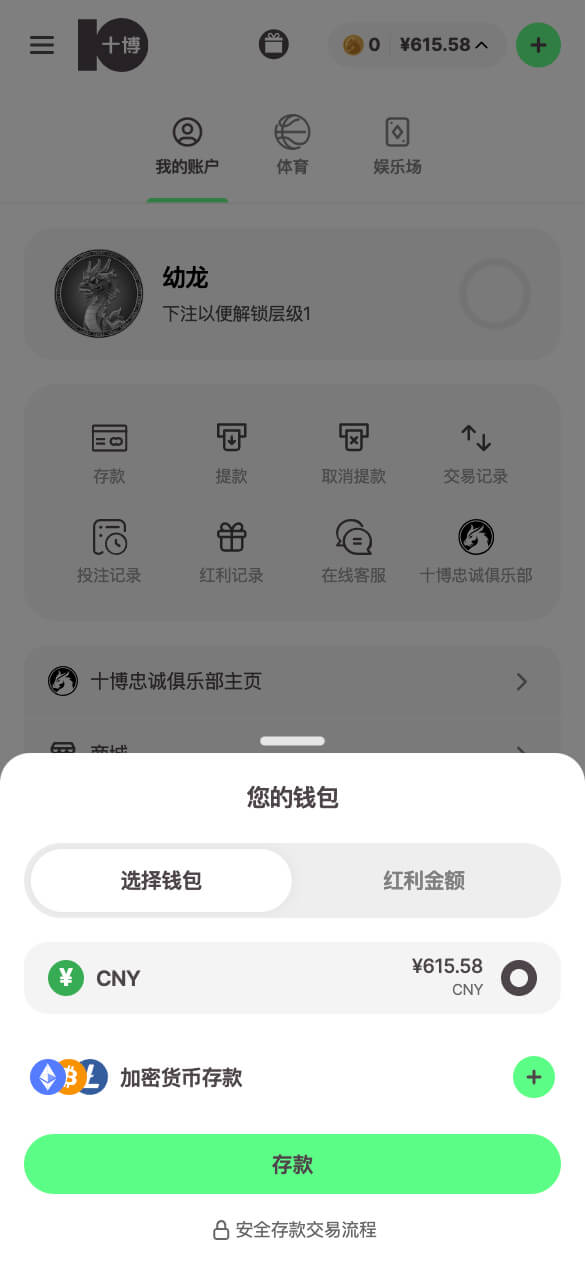 十博
0
¥615.58
我的账户
体育
娱乐场
幼龙
下注以便解锁层级1
存款
提款
取消提款
交易记录
投注记录
红利记录
在线客服
十博忠诚俱乐部
十博忠诚俱乐部主页
商城
您的钱包
选择钱包
红利金额
¥ CNY
¥615.58
CNY
加密货币存款
存款
安全存款交易流程